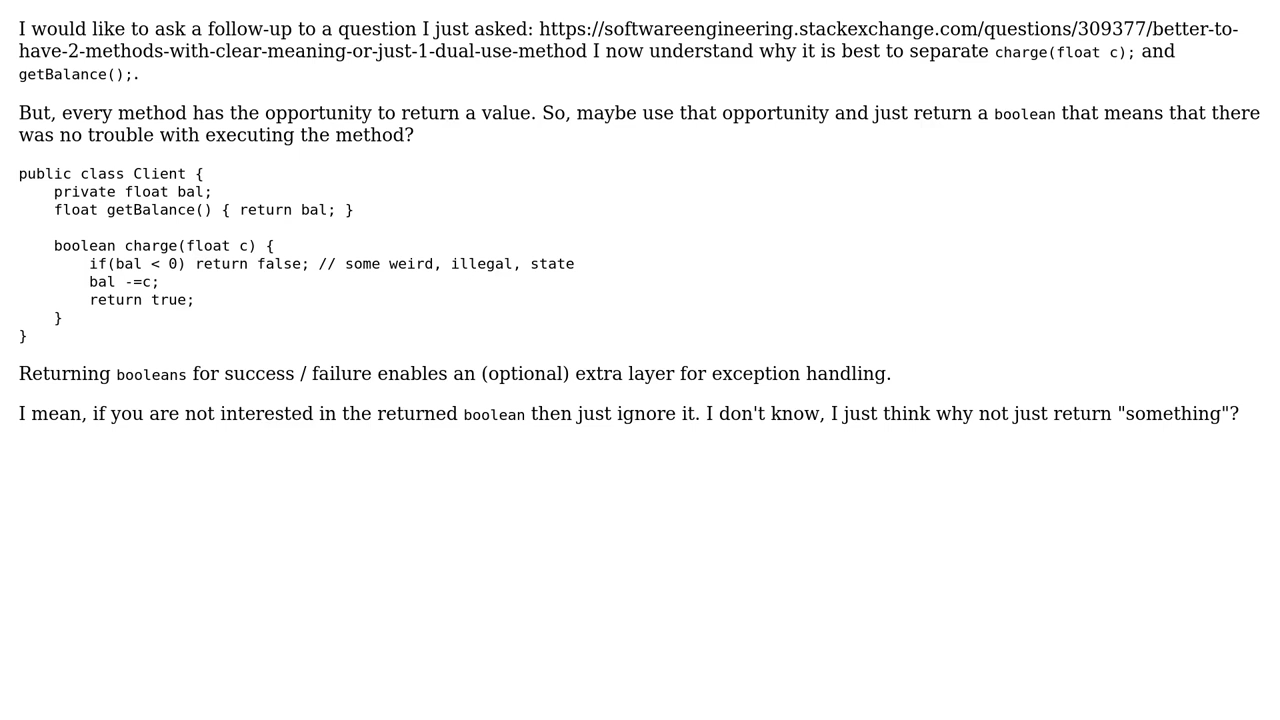 I would like to ask a follow-up to a question I just asked: https://softwareengineering.stackexchange.com/questions/309377/better-to-
have-2-methods-with-clear-meaning-or-just-1-dual-use-method I now understand why it is best to separate charge(float c); and
getBalance();.
But, every method has the opportunity to return a value. So, maybe use that opportunity and just return a boolean that means that there
was no trouble with executing the method?
public class Client {
    private float bal;
    float getBalance() { return bal; }
    boolean charge(float c) {
        if(bal < 0) return false; // some weird, illegal, state
        bal -=c;
        return true;
    }
}
Returning booleans for success / failure enables an (optional) extra layer for exception handling.
I mean, if you are not interested in the returned boolean then just ignore it. I don't know, I just think why not just return "something"?